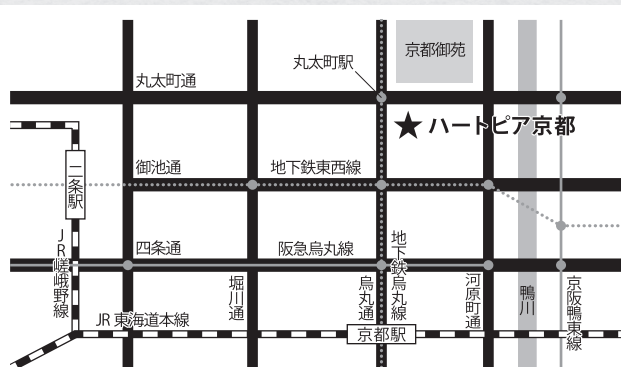 京都御苑
丸太町駅
丸太町通
★ ハートピア京都
御池通
地下鉄東西線
二条駅
JR嵯峨野線
四条通
阪急烏丸線
地下鉄烏丸線
堀川通
烏丸通
河原町通
鴨川
京阪鴨東線
JR東海道本線
京都駅